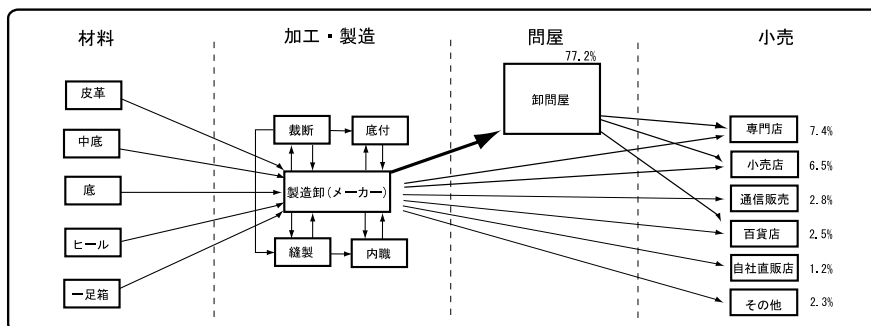 材料
加工・製造
問屋
小売
皮革
中底
底
ヒール
一足箱
裁断
底付
製造卸(メーカー)
縫製
内職
77.2%
卸問屋
専門店 7.4%
小売店 6.5%
通信販売 2.8%
百貨店 2.5%
自社直販店 1.2%
その他 2.3%